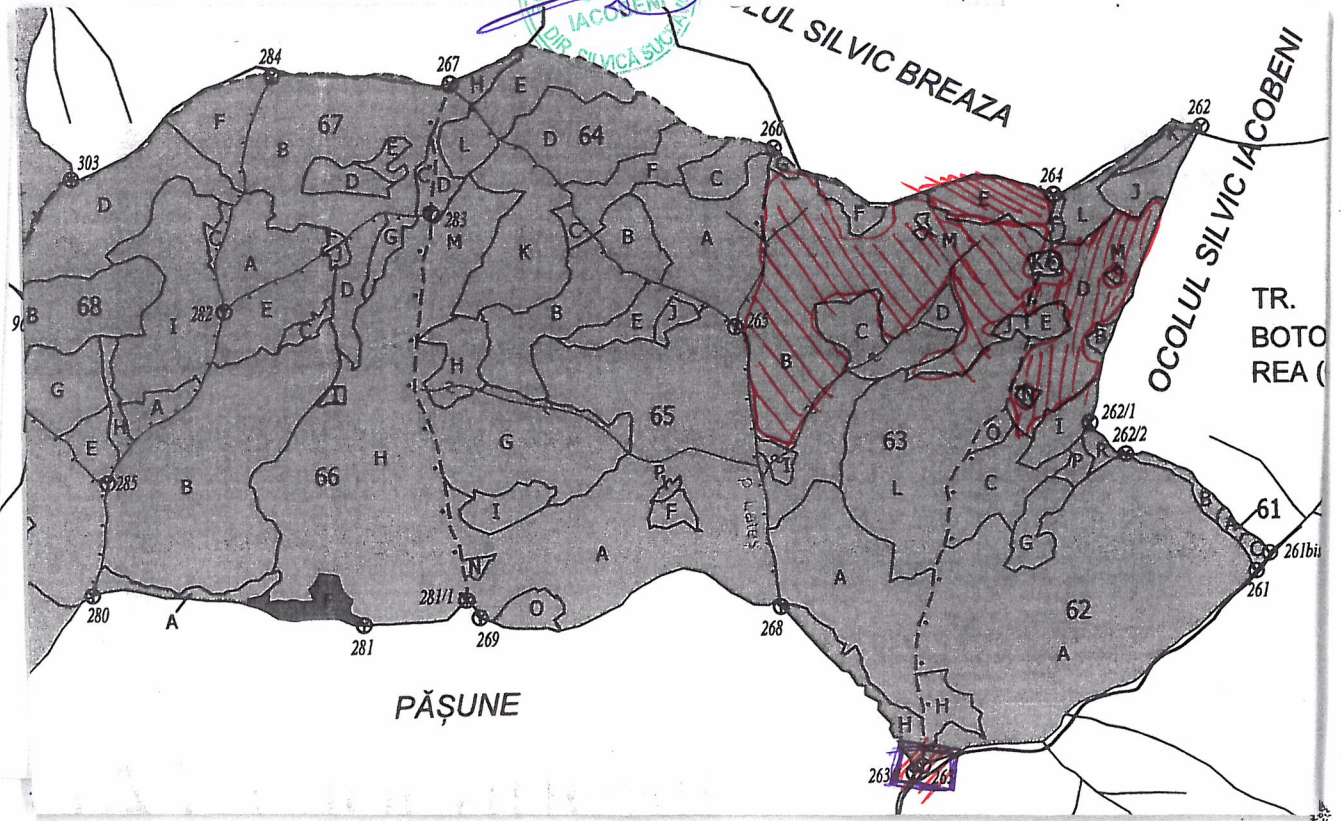 IACOBENI
DIR. SILVICĂ SUCEAVA
LUL SILVIC BREAZA
OCOLUL SILVIC IACOBENI
TR.
BOTO
REA (
PĂȘUNE
284
267
262
266
264
303
283
282
265
285
262/1
262/2
261bis
261
280
281
281/1
269
268
263
263
61
62
63
64
65
66
67
68
F
B
E
D
D
C
I
B
G
A
H
E
B
A
E
C
D
G
H
A
H
E
L
D
C
D
M
K
F
C
C
B
A
B
E
J
H
G
I
N
P
F
O
A
F
E
M
C
D
B
J
I
L
A
H
K
J
L
M
D
E
B
N
O
I
C
P
R
G
A
H
B
A
C